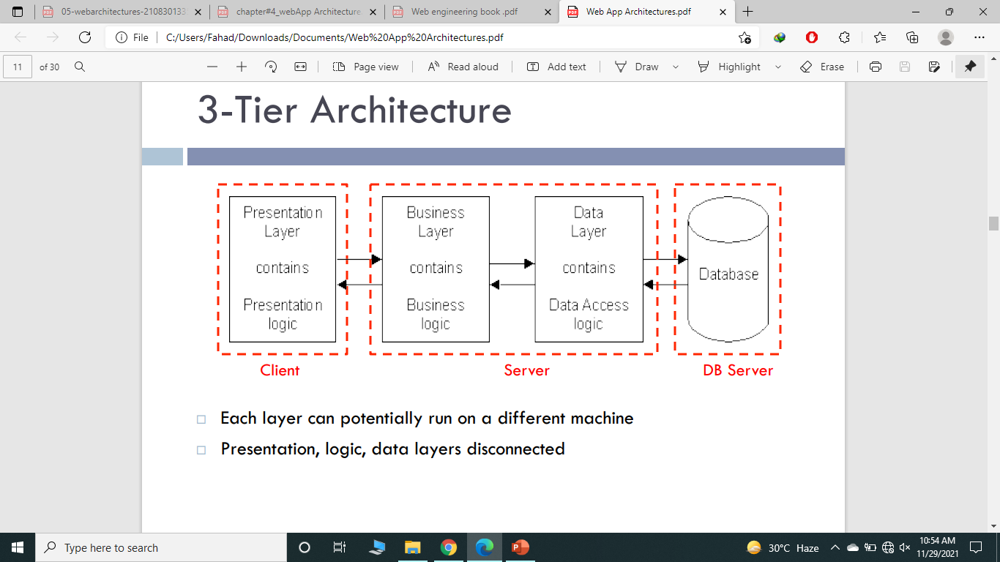 05-webarchitectures-210830133
chapter#4_webApp Architecture
Web engineering book .pdf
Web App Architectures.pdf
File
C:/Users/Fahad/Downloads/Documents/Web%20App%20Architectures.pdf
11
of 30
Page view
Read aloud
Add text
Draw
Highlight
Erase
3-Tier Architecture
Presentation
Layer
contains
Presentation
logic
Business
Layer
contains
Business
logic
Data
Layer
contains
Data Access
logic
Database
Client
Server
DB Server
Each layer can potentially run on a different machine
Presentation, logic, data layers disconnected
Type here to search
30°C Haze
10:54 AM
11/29/2021